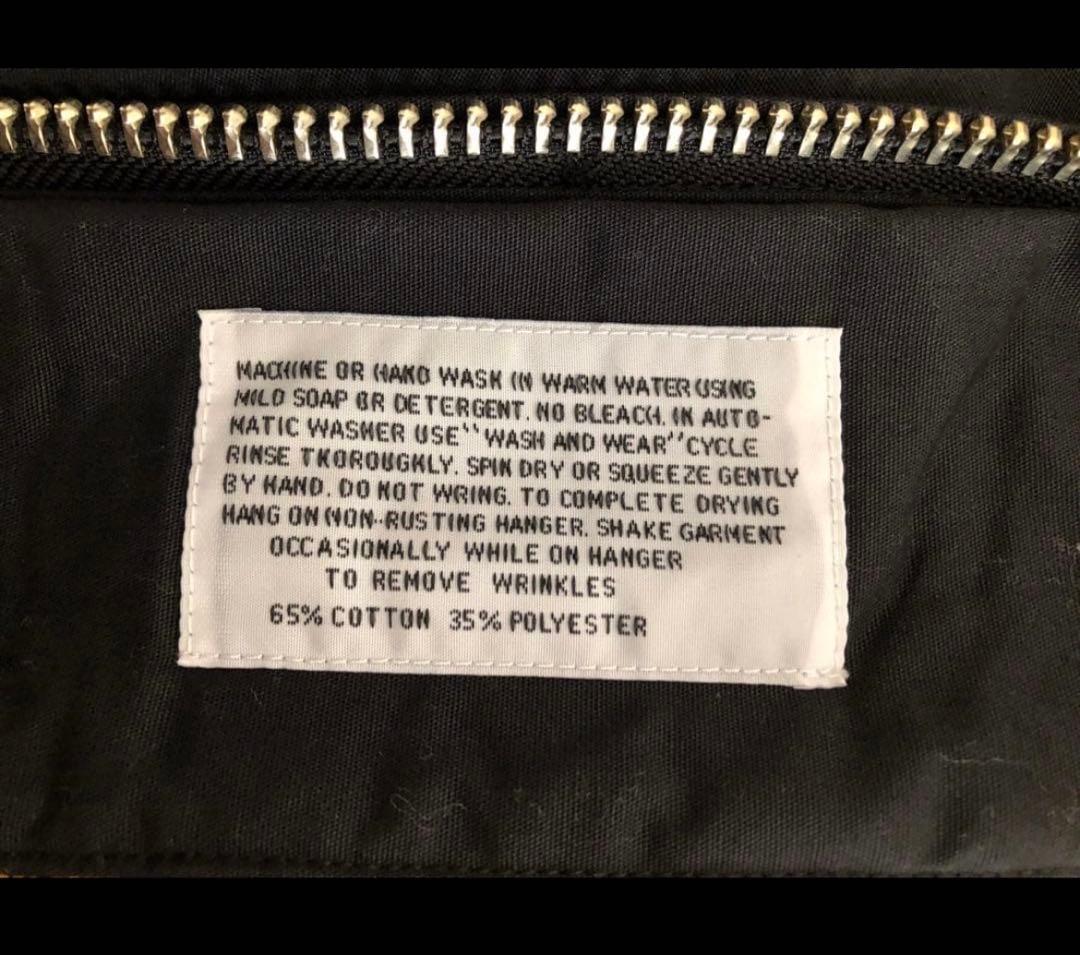 MACHINE OR HAND WASH IN WARM WATER USING
MILD SOAP OR DETERGENT. NO BLEACH. IN AUTO-
MATIC WASHER USE "WASH AND WEAR" CYCLE
RINSE THOROUGHLY. SPIN DRY OR SQUEEZE GENTLY
BY HAND. DO NOT WRING. TO COMPLETE DRYING
HANG ON NON-RUSTING HANGER. SHAKE GARMENT
OCCASIONALLY WHILE ON HANGER
TO REMOVE WRINKLES
65% COTTON 35% POLYESTER